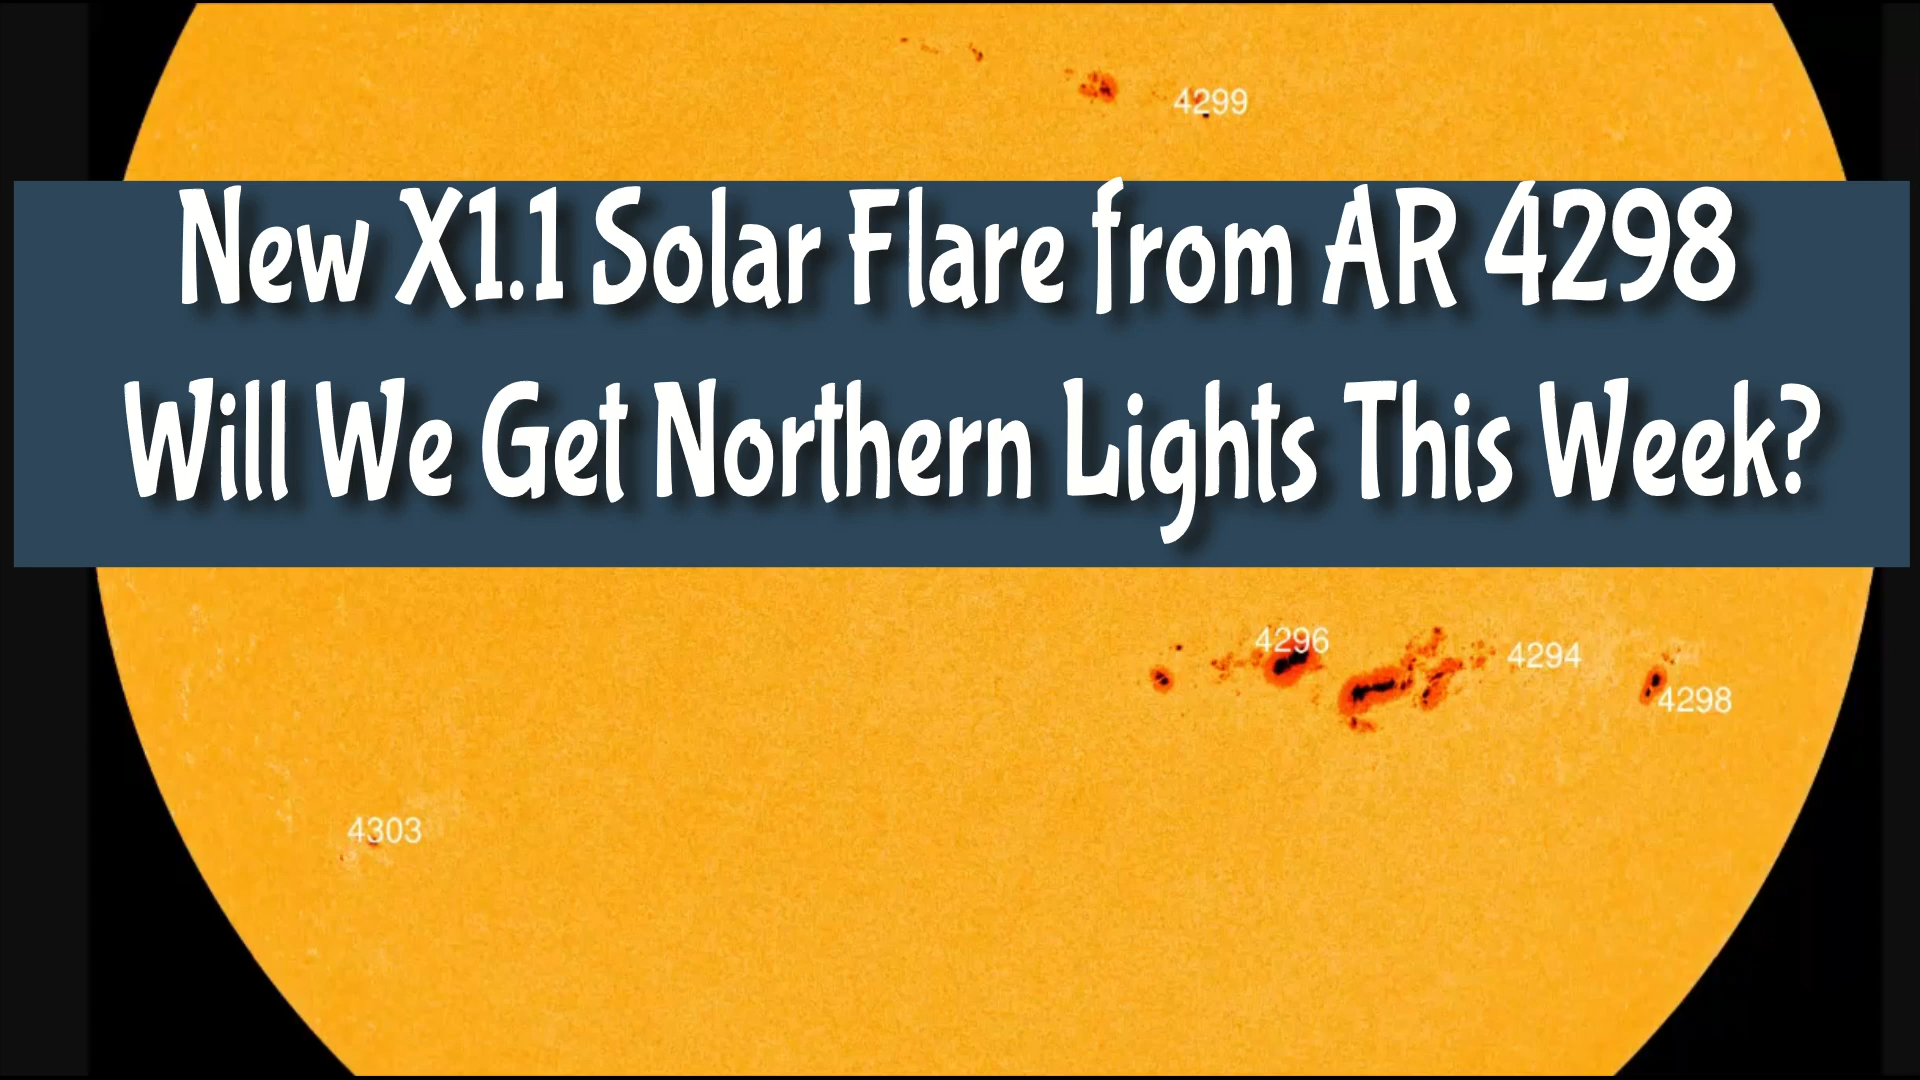 4299
New X1.1 Solar Flare from AR 4298
Will We Get Northern Lights This Week?
4296
4294
4298
4303